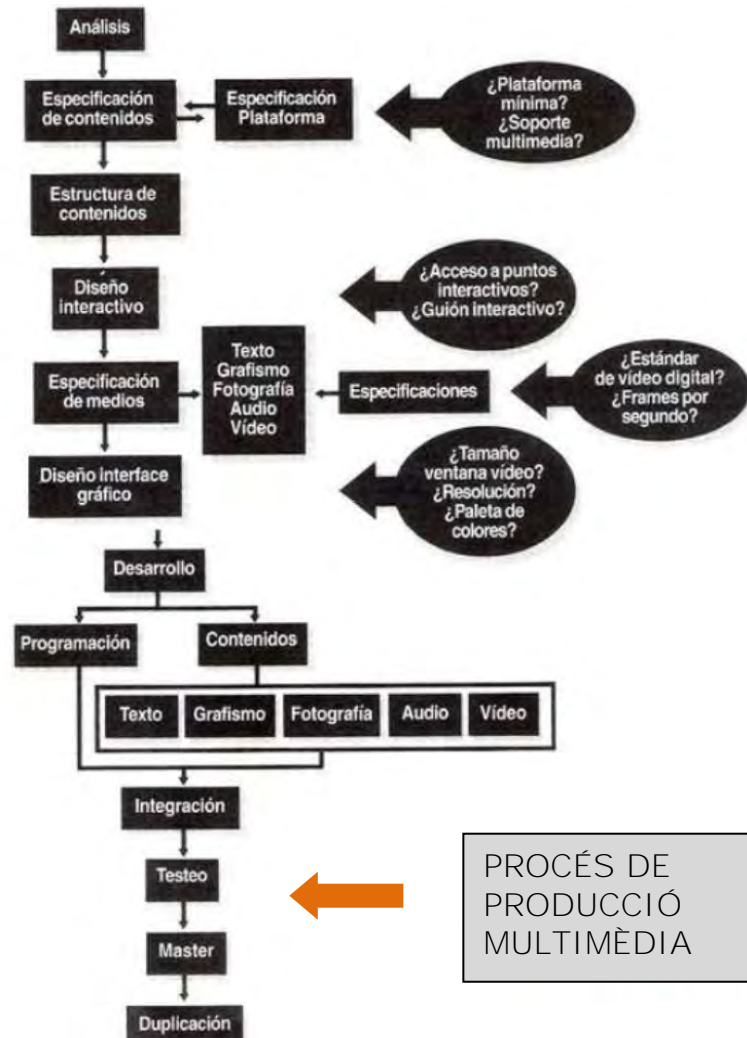 Análisis
Especificación
de contenidos
Especificación
Plataforma
¿Plataforma
mínima?
¿Soporte
multimedia?
Estructura de
contenidos
Diseño
interactivo
¿Acceso a puntos
interactivos?
¿Guión interactivo?
Especificación
de medios
Texto
Grafismo
Fotografía
Audio
Vídeo
Especificaciones
¿Estándar
de vídeo digital?
¿Frames por
segundo?
Diseño interface
gráfico
¿Tamaño
ventana vídeo?
¿Resolución?
¿Paleta de
colores?
Desarrollo
Programación
Contenidos
Texto
Grafismo
Fotografía
Audio
Vídeo
Integración
Testeo
PROCÉS DE
PRODUCCIÓ
MULTIMÈDIA
Master
Duplicación